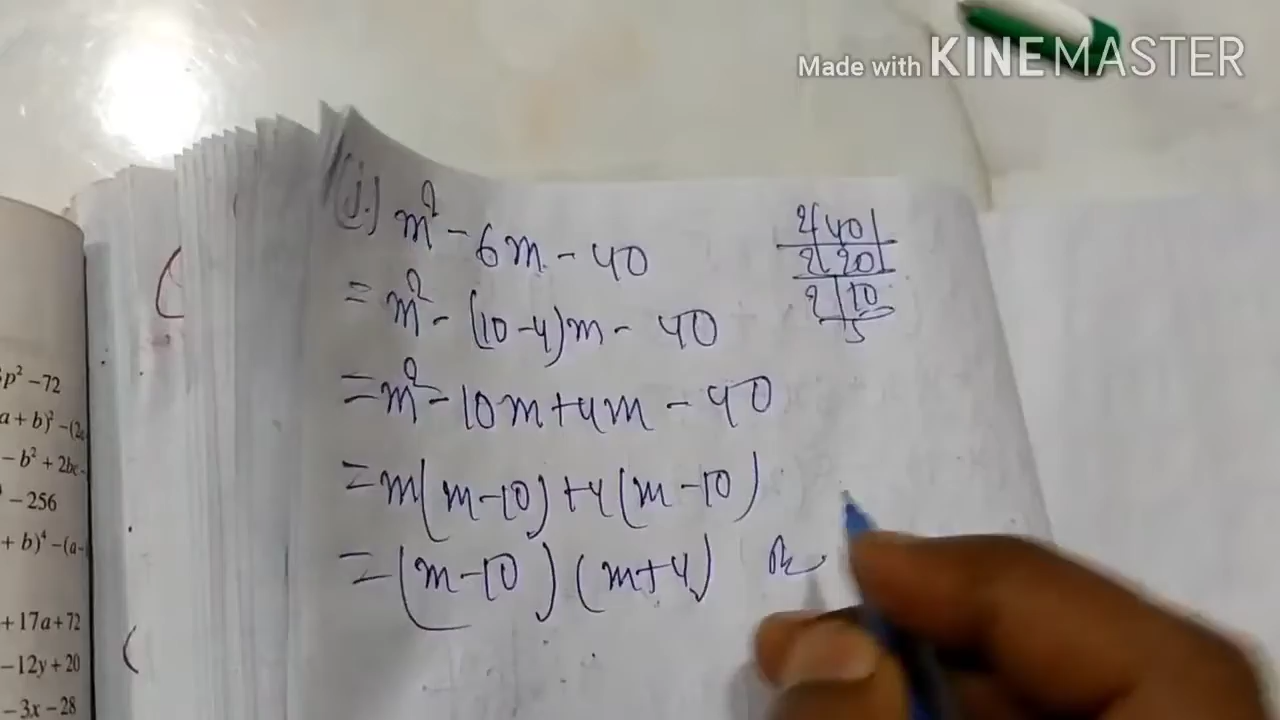 Made with KINEMASTER
(j.) m² - 6m - 40
= m² - (10-4)m - 40
= m² - 10m + 4m - 40
= m(m-10) + 4(m-10)
= (m-10)(m+4)
2|40|
2|20|
2|10
5
p² -72
a + b)² -(2
- b² + 2bc-
- 256
+ b)⁴ -(a-
+ 17a + 72
-12y + 20
-3x - 28